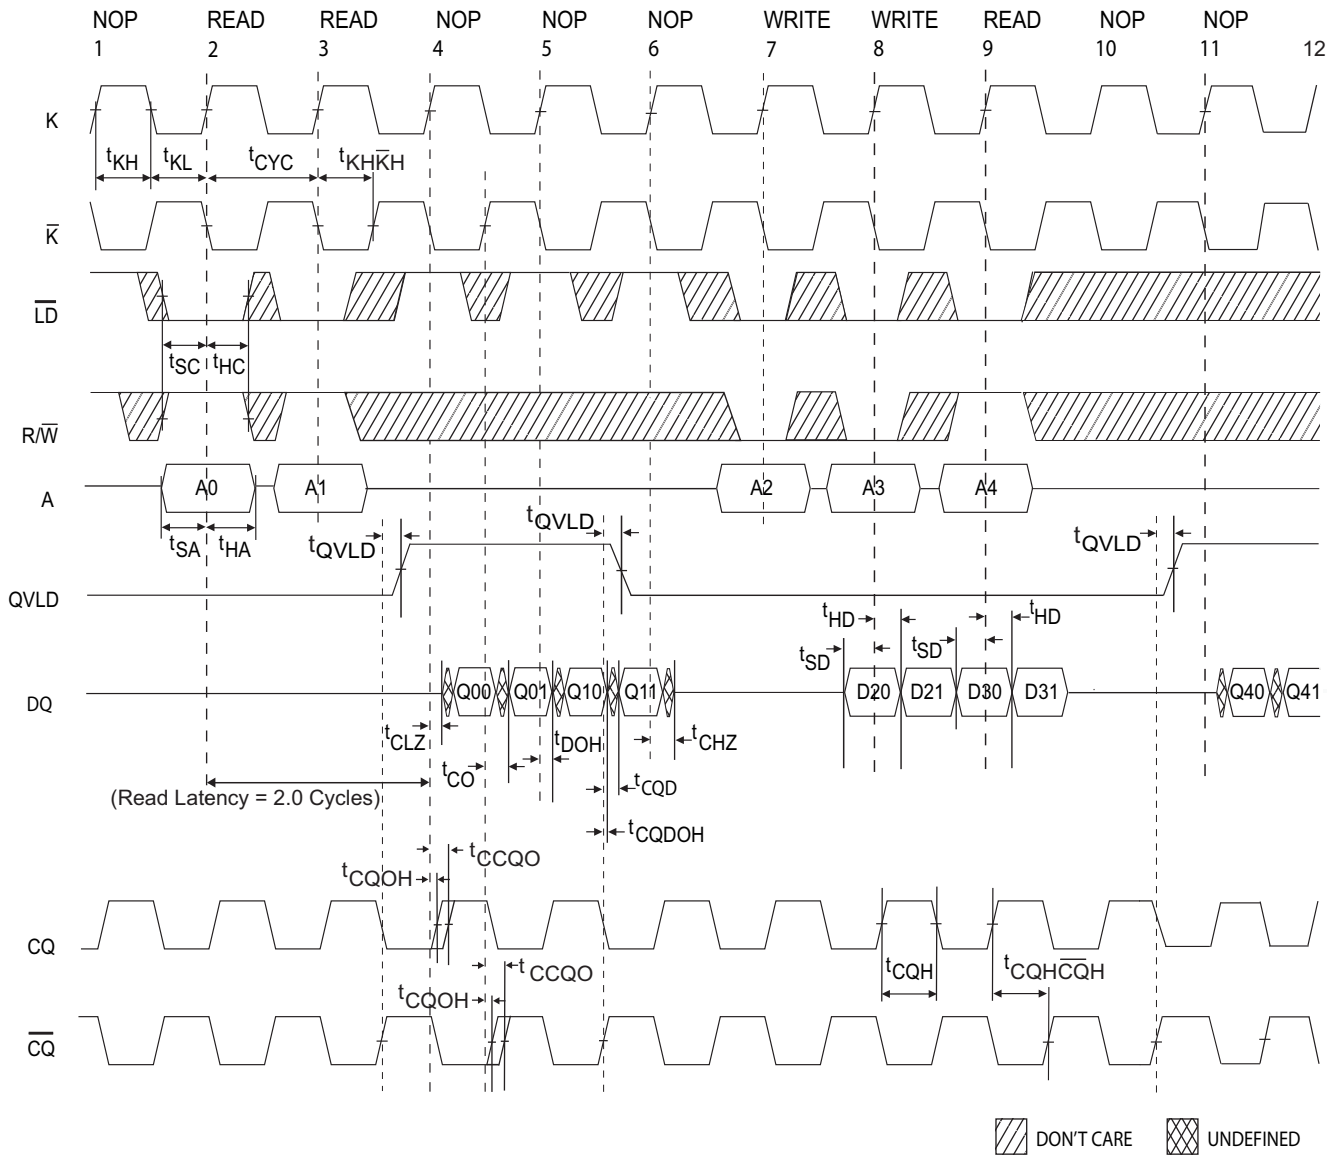 NOP READ READ NOP NOP NOP WRITE WRITE READ NOP NOP
1 2 3 4 5 6 7 8 9 10 11 12
K
tKH tKL tCYC tKHK̅H
K̅
L̅D̅
tSC tHC
R/W̅
A A0 A1 A2 A3 A4
tSA tHA tQVLD tQVLD tQVLD
QVLD
tHD tHD
tSD tSD
DQ Q00 Q01 Q10 Q11 D20 D21 D30 D31 Q40 Q41
tCLZ tDOH tCHZ
tCO tCQD
(Read Latency = 2.0 Cycles)
tCQDOH
tCCQO
tCQOH
CQ
tCQH tCQHC̅Q̅H
tCCQO
tCQOH
C̅Q̅
DON'T CARE UNDEFINED